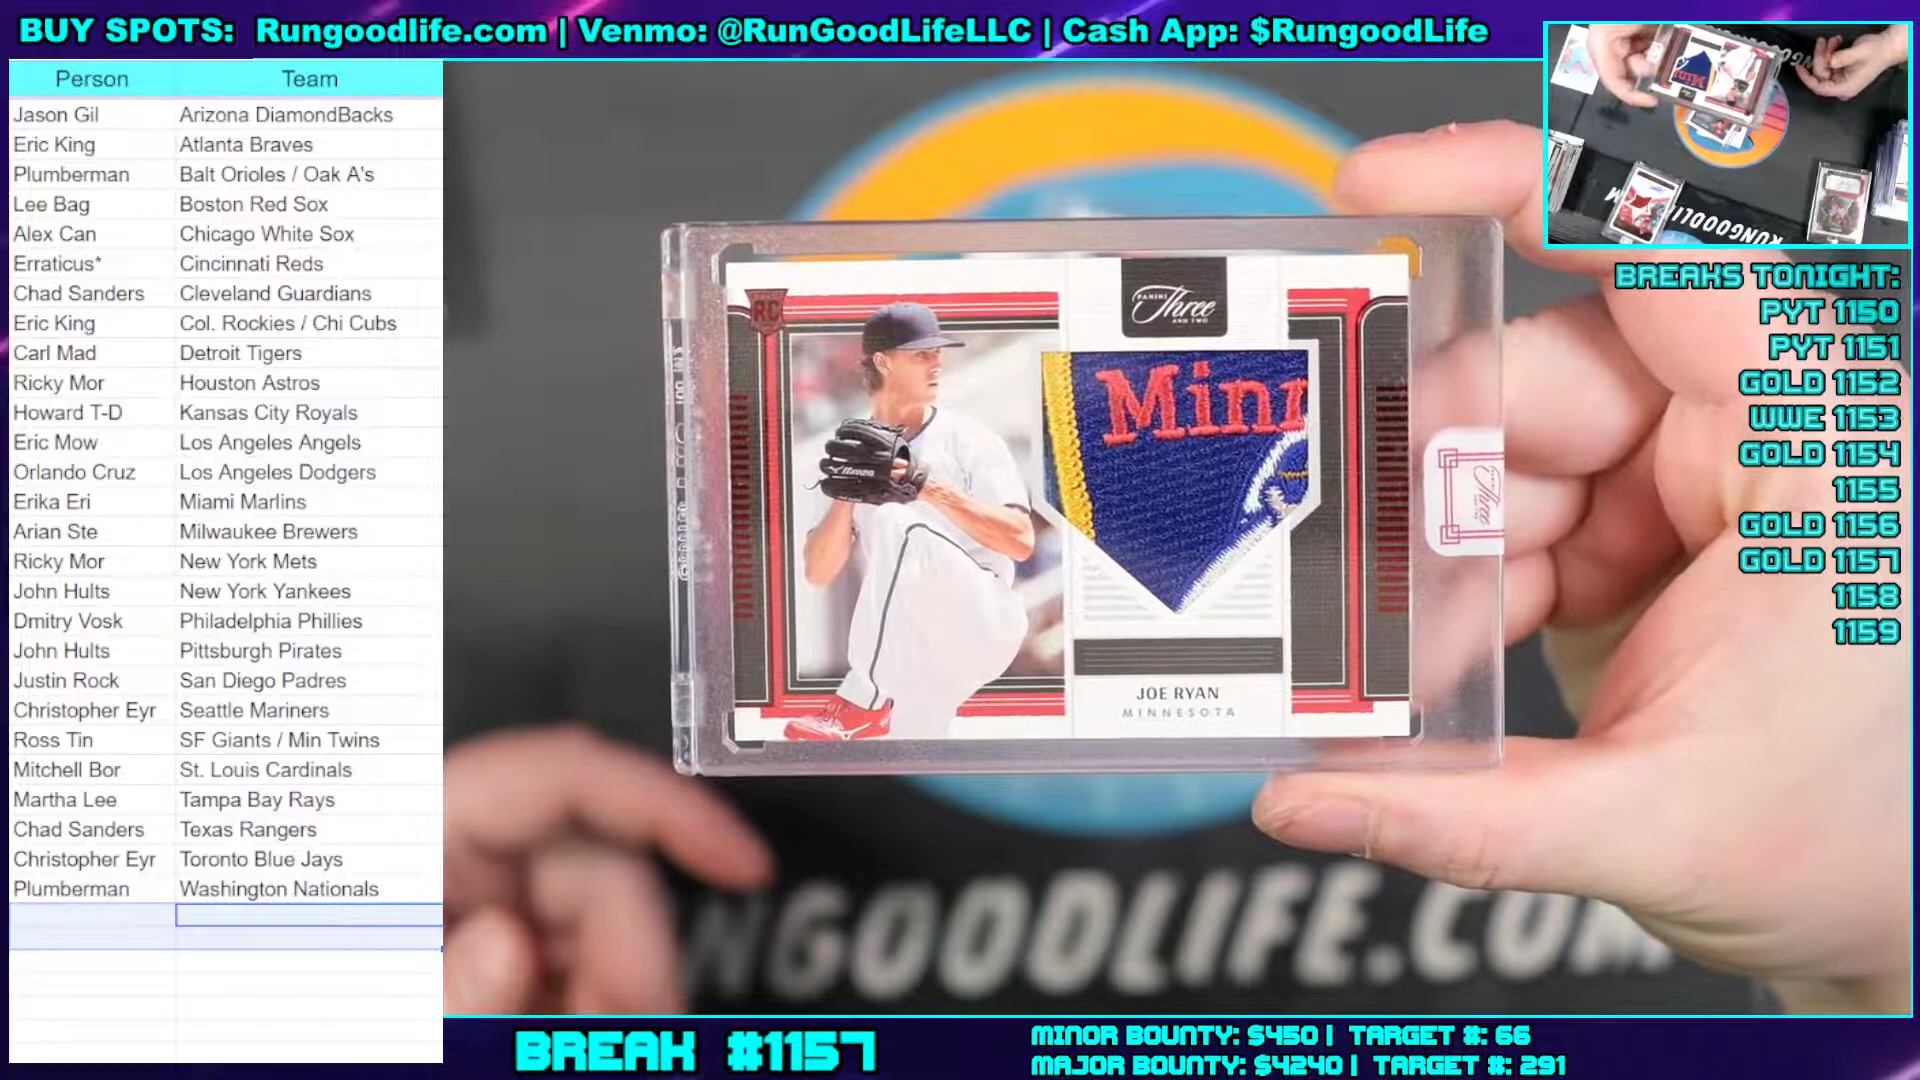 BUY SPOTS: Rungoodlife.com | Venmo: @RunGoodLifeLLC | Cash App: $RungoodLife
Person Team
Jason Gil Arizona DiamondBacks
Eric King Atlanta Braves
Plumberman Balt Orioles / Oak A's
Lee Bag Boston Red Sox
Alex Can Chicago White Sox
Erraticus* Cincinnati Reds
Chad Sanders Cleveland Guardians
Eric King Col. Rockies / Chi Cubs
Carl Mad Detroit Tigers
Ricky Mor Houston Astros
Howard T-D Kansas City Royals
Eric Mow Los Angeles Angels
Orlando Cruz Los Angeles Dodgers
Erika Eri Miami Marlins
Arian Ste Milwaukee Brewers
Ricky Mor New York Mets
John Hults New York Yankees
Dmitry Vosk Philadelphia Phillies
John Hults Pittsburgh Pirates
Justin Rock San Diego Padres
Christopher Eyr Seattle Mariners
Ross Tin SF Giants / Min Twins
Mitchell Bor St. Louis Cardinals
Martha Lee Tampa Bay Rays
Chad Sanders Texas Rangers
Christopher Eyr Toronto Blue Jays
Plumberman Washington Nationals
RC
PANINI
Three
AND TWO
Minn
MIZUNO
JOE RYAN
MINNESOTA
Three
NGOODLIFE.COM
RUNGOODLI
BREAKS TONIGHT:
PYT 1150
PYT 1151
GOLD 1152
WWE 1153
GOLD 1154
1155
GOLD 1156
GOLD 1157
1158
1159
BREAK #1157
MINOR BOUNTY: $450 | TARGET #: 66
MAJOR BOUNTY: $4240 | TARGET #: 291